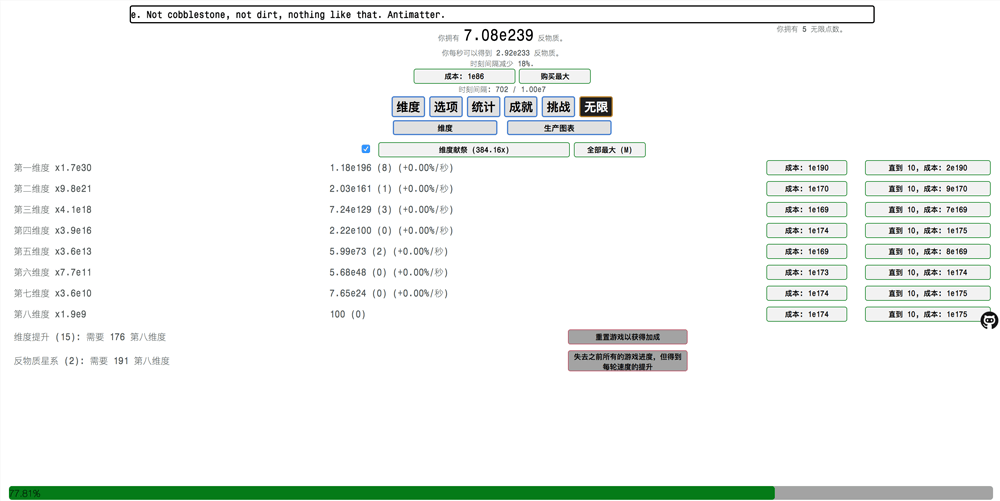 e. Not cobblestone, not dirt, nothing like that. Antimatter.
你拥有 5 无限点数。
你拥有 7.08e239 反物质。
你每秒可以得到 2.92e233 反物质。
时刻间隔减少 18%.
成本: 1e86 购买最大
时刻间隔: 702 / 1.00e7
维度 选项 统计 成就 挑战 无限
维度 生产图表
维度献祭 (384.16x) 全部最大 (M)
第一维度 x1.7e30 1.18e196 (8) (+0.00%/秒) 成本: 1e190 直到 10, 成本: 2e190
第二维度 x9.8e21 2.03e161 (1) (+0.00%/秒) 成本: 1e170 直到 10, 成本: 9e170
第三维度 x4.1e18 7.24e129 (3) (+0.00%/秒) 成本: 1e169 直到 10, 成本: 7e169
第四维度 x3.9e16 2.22e100 (0) (+0.00%/秒) 成本: 1e174 直到 10, 成本: 1e175
第五维度 x3.6e13 5.99e73 (2) (+0.00%/秒) 成本: 1e169 直到 10, 成本: 8e169
第六维度 x7.7e11 5.68e48 (0) (+0.00%/秒) 成本: 1e173 直到 10, 成本: 1e174
第七维度 x3.6e10 7.65e24 (0) (+0.00%/秒) 成本: 1e174 直到 10, 成本: 1e175
第八维度 x1.9e9 100 (0) 成本: 1e174 直到 10, 成本: 1e175
维度提升 (15): 需要 176 第八维度 重置游戏以获得加成
反物质星系 (2): 需要 191 第八维度 失去之前所有的游戏进度，但得到
每轮速度的提升
77.81%